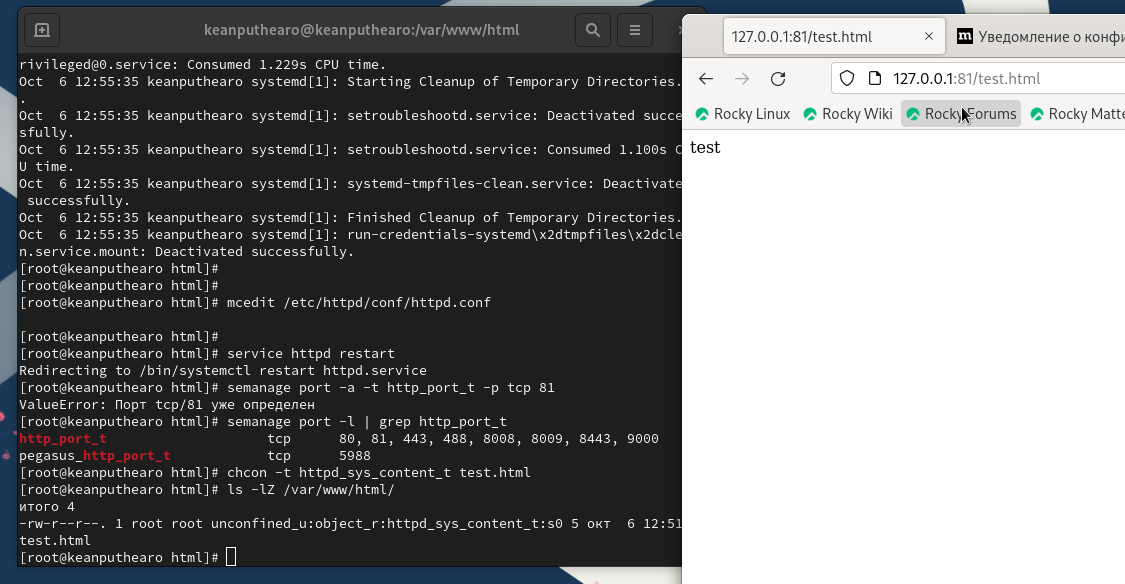 keanputhearo@keanputhearo:/var/www/html
rivileged@0.service: Consumed 1.229s CPU time.
Oct  6 12:55:35 keanputhearo systemd[1]: Starting Cleanup of Temporary Directories.
.
Oct  6 12:55:35 keanputhearo systemd[1]: setroubleshootd.service: Deactivated succe
sfully.
Oct  6 12:55:35 keanputhearo systemd[1]: setroubleshootd.service: Consumed 1.100s C
U time.
Oct  6 12:55:35 keanputhearo systemd[1]: systemd-tmpfiles-clean.service: Deactivate
 successfully.
Oct  6 12:55:35 keanputhearo systemd[1]: Finished Cleanup of Temporary Directories.
Oct  6 12:55:35 keanputhearo systemd[1]: run-credentials-systemd\x2dtmpfiles\x2dcle
n.service.mount: Deactivated successfully.
[root@keanputhearo html]#
[root@keanputhearo html]#
[root@keanputhearo html]# mcedit /etc/httpd/conf/httpd.conf
[root@keanputhearo html]#
[root@keanputhearo html]# service httpd restart
Redirecting to /bin/systemctl restart httpd.service
[root@keanputhearo html]# semanage port -a -t http_port_t -p tcp 81
ValueError: Порт tcp/81 уже определен
[root@keanputhearo html]# semanage port -l | grep http_port_t
http_port_t                    tcp      80, 81, 443, 488, 8008, 8009, 8443, 9000
pegasus_http_port_t            tcp      5988
[root@keanputhearo html]# chcon -t httpd_sys_content_t test.html
[root@keanputhearo html]# ls -lZ /var/www/html/
итого 4
-rw-r--r--. 1 root root unconfined_u:object_r:httpd_sys_content_t:s0 5 окт  6 12:51
test.html
[root@keanputhearo html]#
127.0.0.1:81/test.html
m Уведомление о конфи
127.0.0.1:81/test.html
Rocky Linux Rocky Wiki Rocky Forums Rocky Matte
test